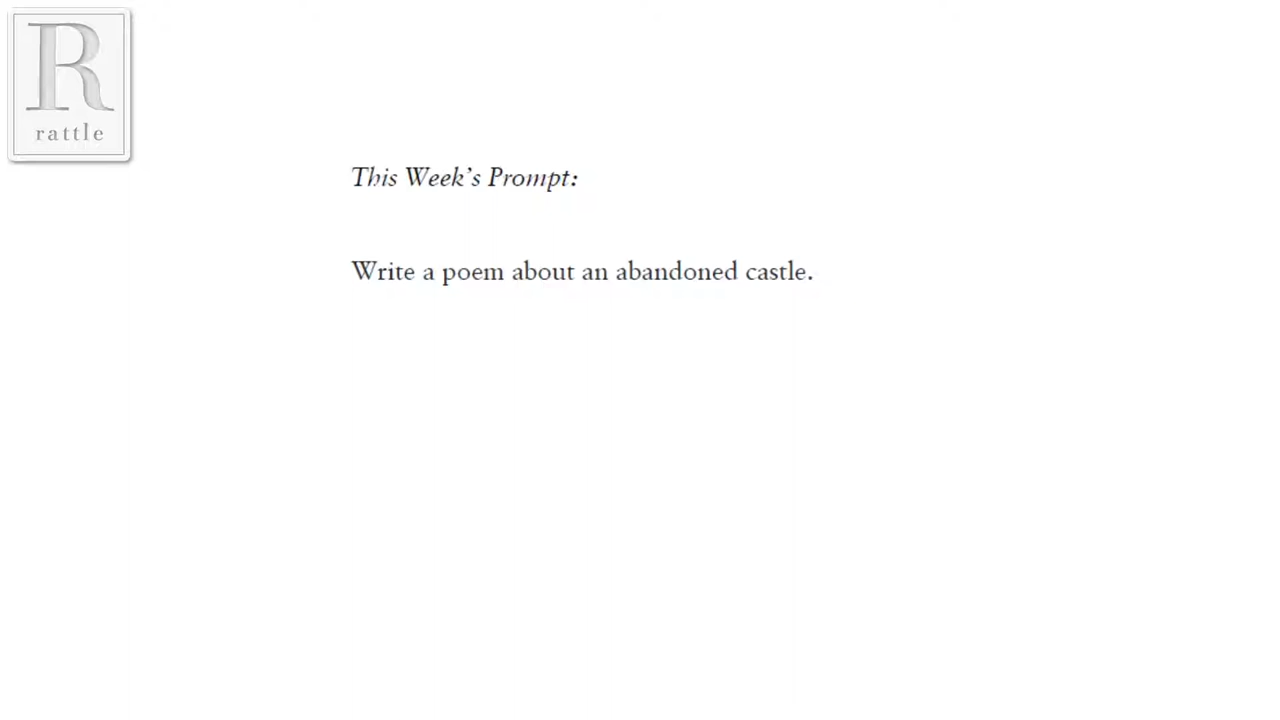 R
rattle
This Week's Prompt:
Write a poem about an abandoned castle.